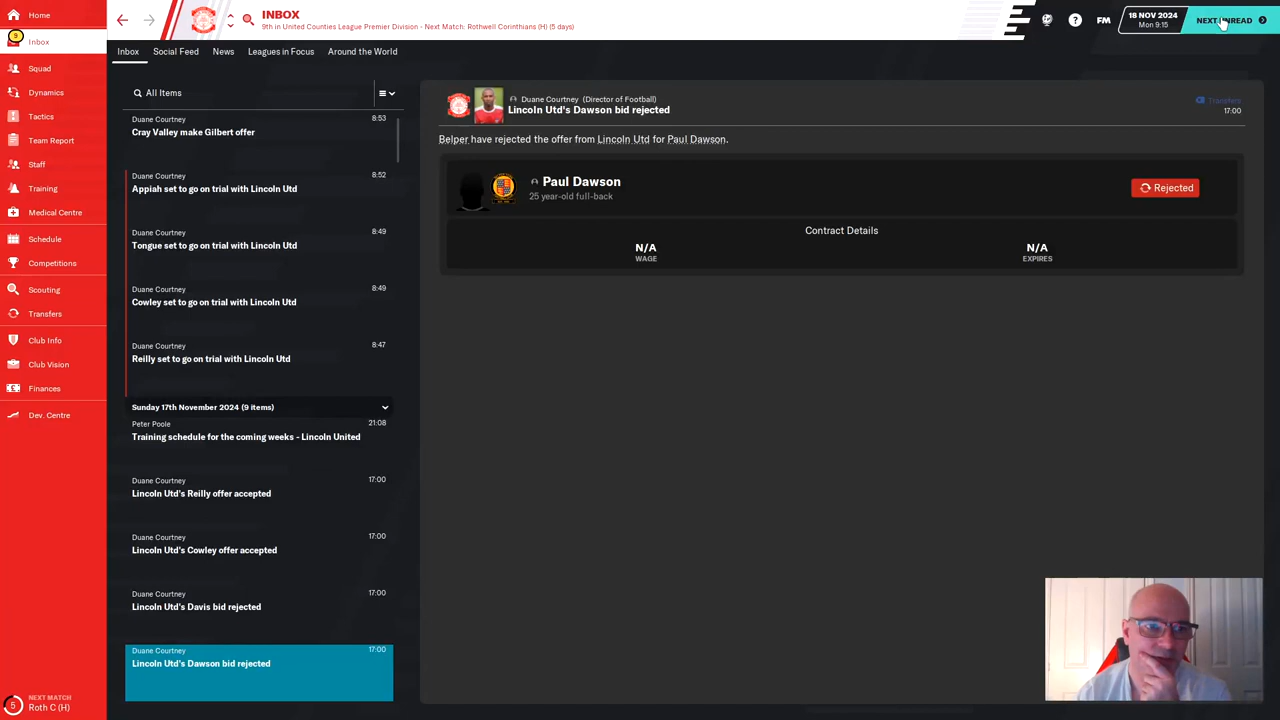 Home
3
Inbox
Squad
Dynamics
Tactics
Team Report
Staff
Training
Medical Centre
Schedule
Competitions
Scouting
Transfers
Club Info
Club Vision
Finances
Dev. Centre
5
NEXT MATCH
Roth C (H)
INBOX
9th in United Counties League Premier Division - Next Match: Rothwell Corinthians (H) (5 days)
?
FM
18 NOV 2024
Mon 9:15
NEXT UNREAD
Inbox
Social Feed
News
Leagues in Focus
Around the World
All Items
Duane Courtney 8:53
Cray Valley make Gilbert offer
Duane Courtney 8:52
Appiah set to go on trial with Lincoln Utd
Duane Courtney 8:49
Tongue set to go on trial with Lincoln Utd
Duane Courtney 8:49
Cowley set to go on trial with Lincoln Utd
Duane Courtney 8:47
Reilly set to go on trial with Lincoln Utd
Sunday 17th November 2024 (9 items)
Peter Poole 21:08
Training schedule for the coming weeks - Lincoln United
Duane Courtney 17:00
Lincoln Utd's Reilly offer accepted
Duane Courtney 17:00
Lincoln Utd's Cowley offer accepted
Duane Courtney 17:00
Lincoln Utd's Davis bid rejected
Duane Courtney 17:00
Lincoln Utd's Dawson bid rejected
Duane Courtney (Director of Football)
Lincoln Utd's Dawson bid rejected
Transfers
17:00
Belper have rejected the offer from Lincoln Utd for Paul Dawson.
Paul Dawson
25 year-old full-back
Rejected
Contract Details
N/A
WAGE
N/A
EXPIRES